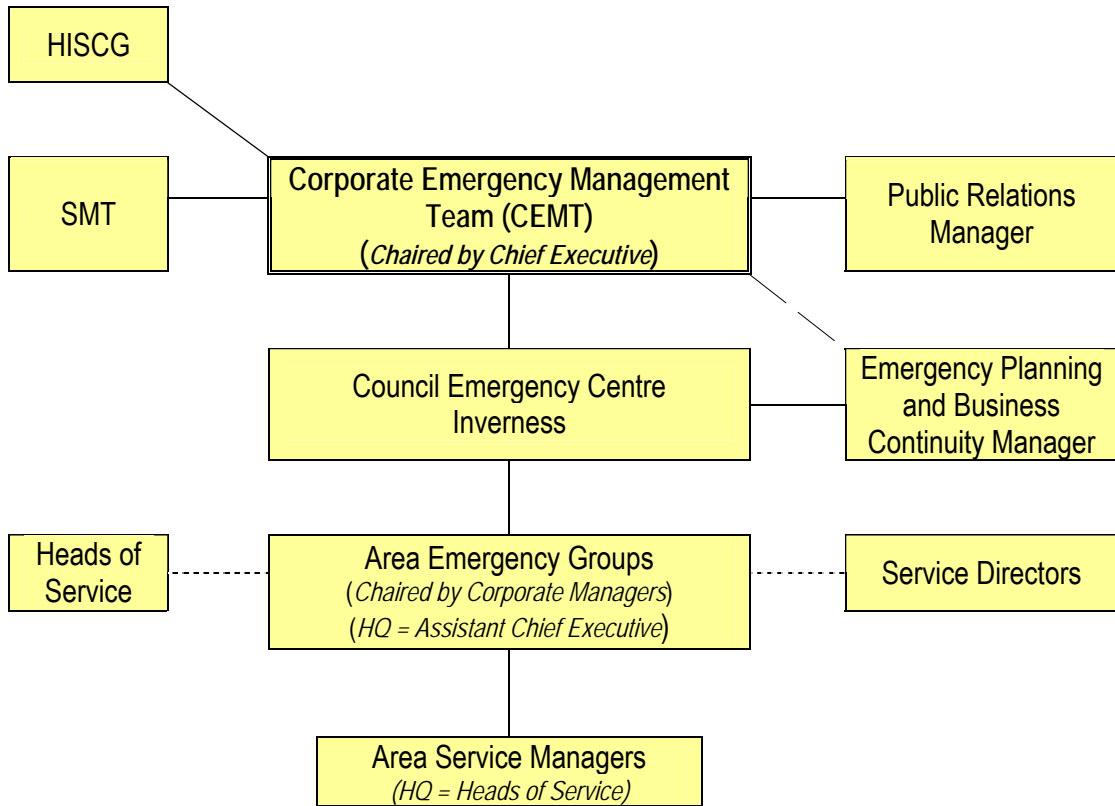 HISCG
SMT
Corporate Emergency Management
Team (CEMT)
(Chaired by Chief Executive)
Public Relations
Manager
Council Emergency Centre
Inverness
Emergency Planning
and Business
Continuity Manager
Heads of
Service
Area Emergency Groups
(Chaired by Corporate Managers)
(HQ = Assistant Chief Executive)
Service Directors
Area Service Managers
(HQ = Heads of Service)